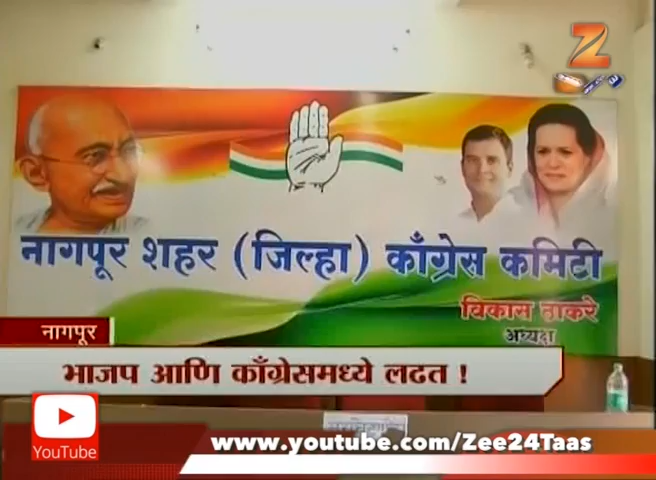 Z
नागपूर शहर (जिल्हा) काँग्रेस कमिटी
विकास ठाकरे
अध्यक्ष
नागपूर
भाजप आणि काँग्रेसमध्ये लढत !
YouTube
www.youtube.com/Zee24Taas